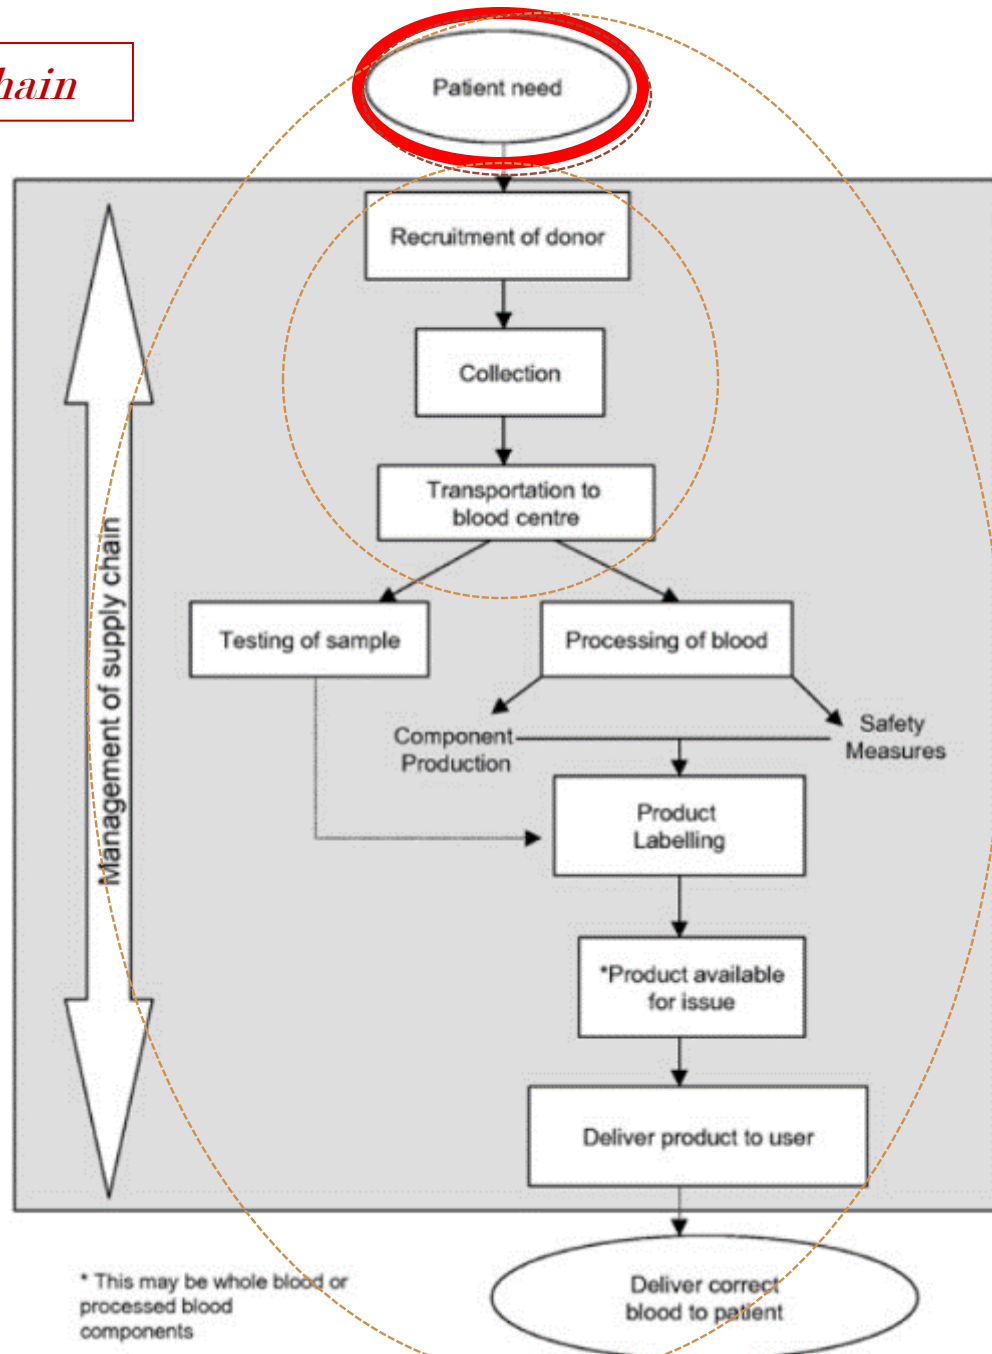 hain
Patient need
Recruitment of donor
Collection
Transportation to
blood centre
Testing of sample
Processing of blood
Component
Production
Safety
Measures
Product
Labelling
*Product available
for issue
Deliver product to user
Deliver correct
blood to patient
*Management of supply chain
* This may be whole blood or
processed blood
components